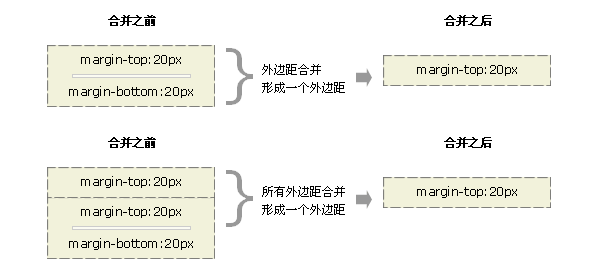 合并之前
合并之后
margin-top:20px
margin-bottom:20px
外边距合并
形成一个外边距
margin-top:20px
合并之前
合并之后
margin-top:20px
margin-top:20px
margin-bottom:20px
所有外边距合并
形成一个外边距
margin-top:20px